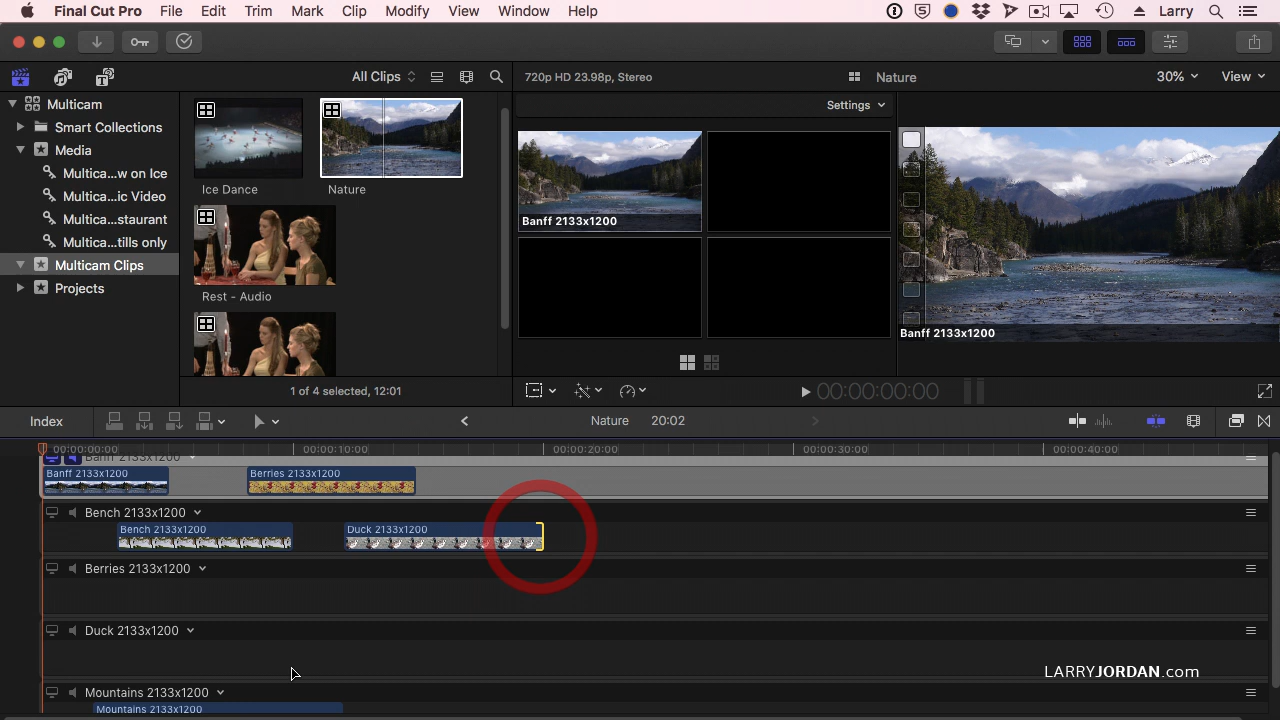 Final Cut Pro File Edit Trim Mark Clip Modify View Window Help Larry
All Clips 720p HD 23.98p, Stereo Nature 30% View
Multicam
Smart Collections
Media
Multica...w on Ice
Multica...ic Video
Multica...staurant
Multica...tills only
Multicam Clips
Projects
Ice Dance Nature
Rest - Audio
1 of 4 selected, 12:01
Settings
Banff 2133x1200
Banff 2133x1200
00:00:00:00
Index Nature 20:02
00:00:00:00 00:00:10:00 00:00:20:00 00:00:30:00 00:00:40:00
Banff 2133x1200
Banff 2133x1200 Berries 2133x1200
Bench 2133x1200
Bench 2133x1200 Duck 2133x1200
Berries 2133x1200
Duck 2133x1200
LARRYJORDAN.com
Mountains 2133x1200
Mountains 2133x1200